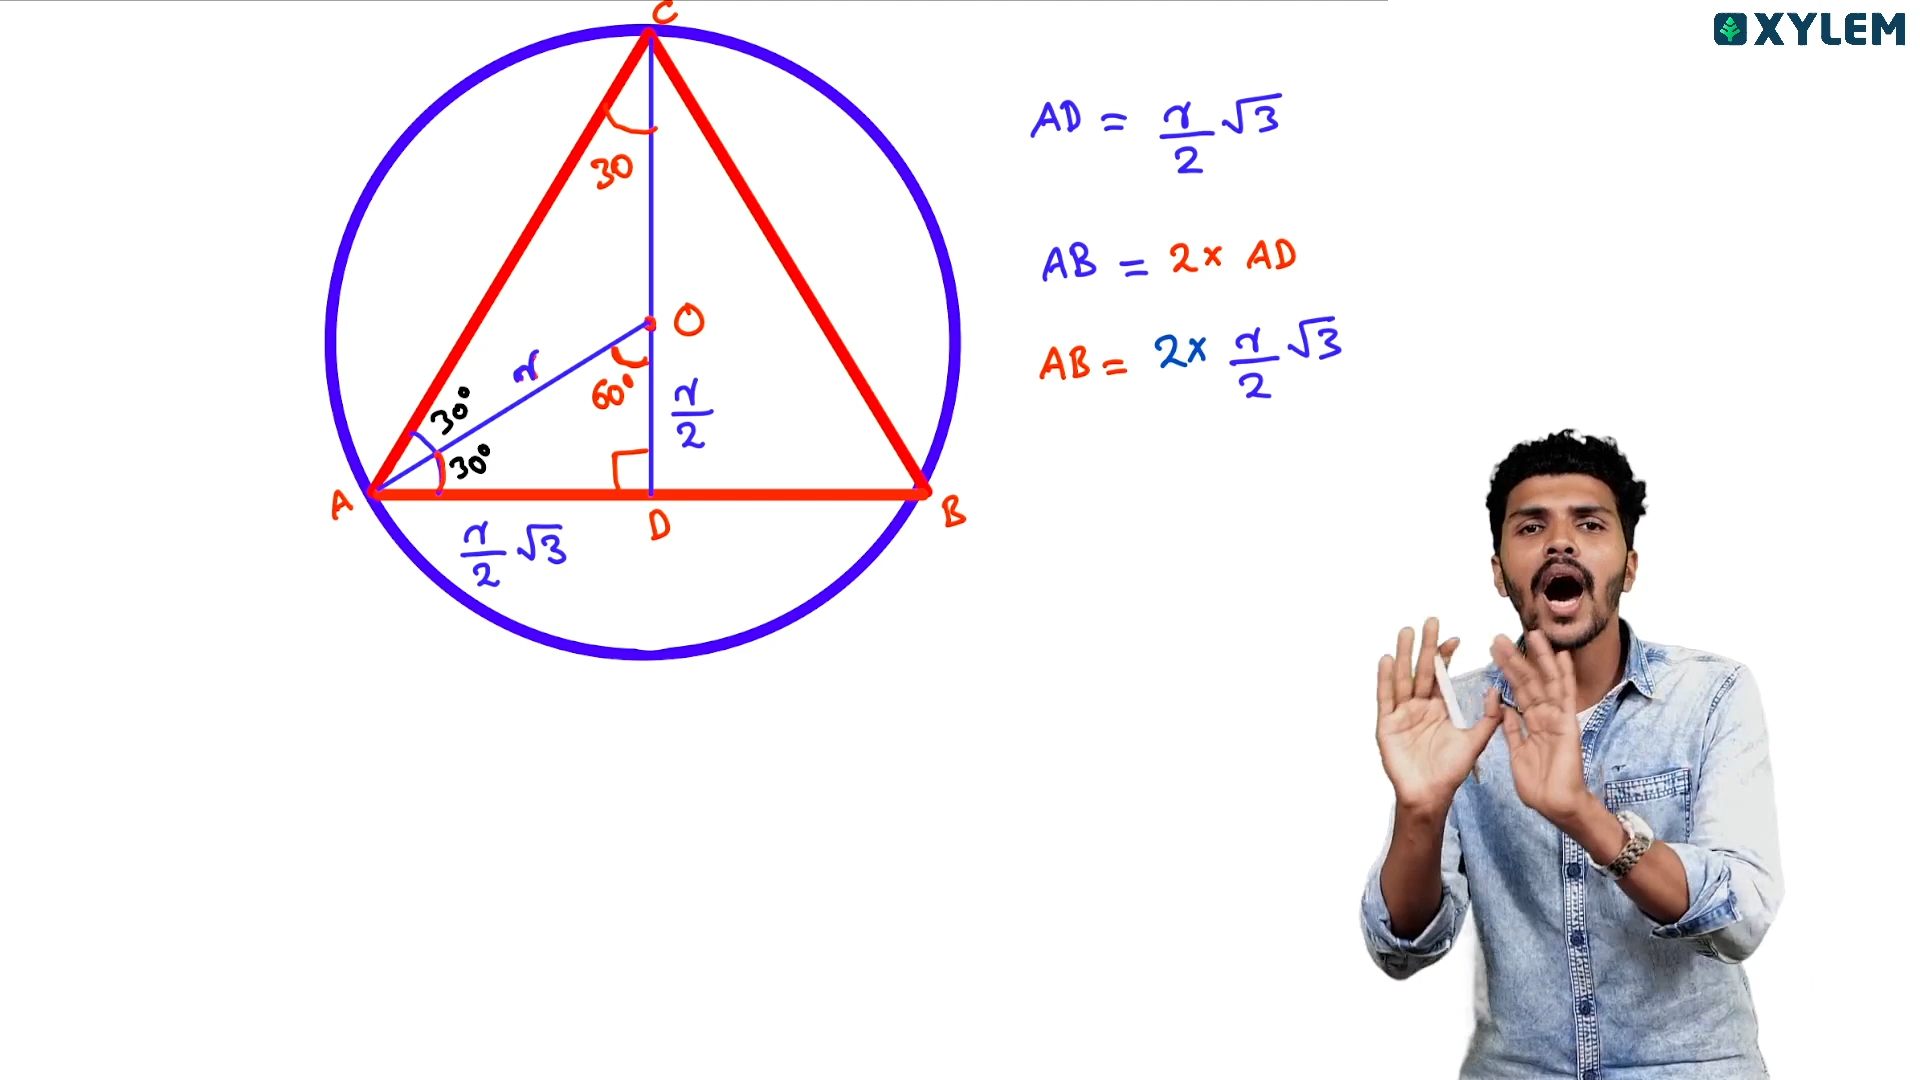 XYLEM
C
30
O
r
60°
r/2
30°
30°
A
D
B
r/2 √3
AD = r/2 √3
AB = 2× AD
AB = 2× r/2 √3